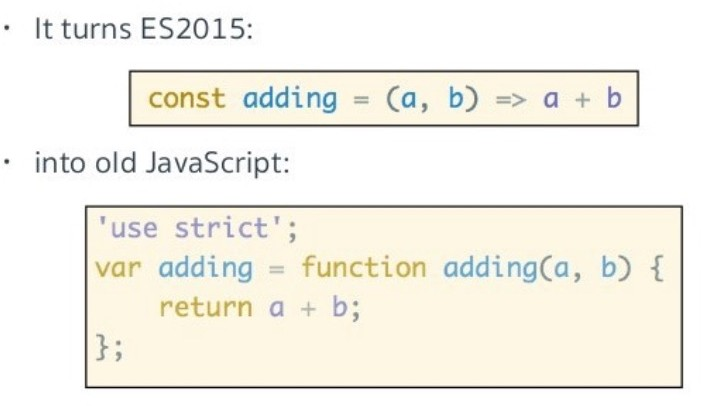 • It turns ES2015:
const adding = (a, b) => a + b
• into old JavaScript:
'use strict';
var adding = function adding(a, b) {
    return a + b;
};